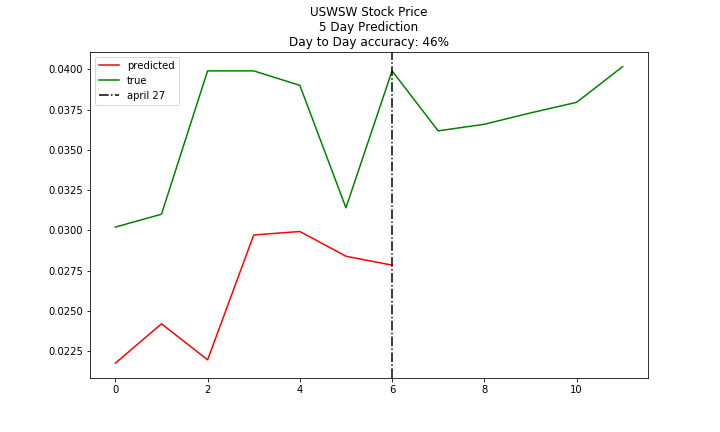 USWSW Stock Price
5 Day Prediction
Day to Day accuracy: 46%
predicted
true
april 27
0.0400
0.0375
0.0350
0.0325
0.0300
0.0275
0.0250
0.0225
0 2 4 6 8 10